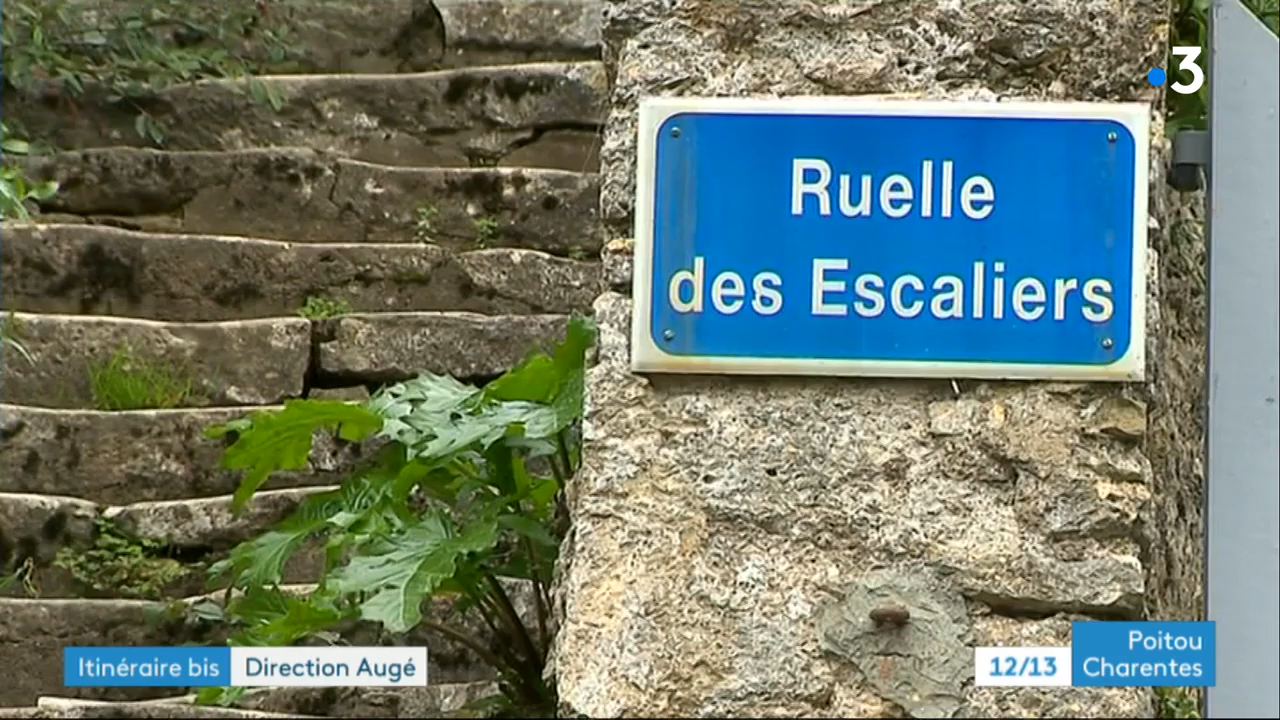 3
Ruelle
des Escaliers
Itinéraire bis Direction Augé
12/13 Poitou
Charentes